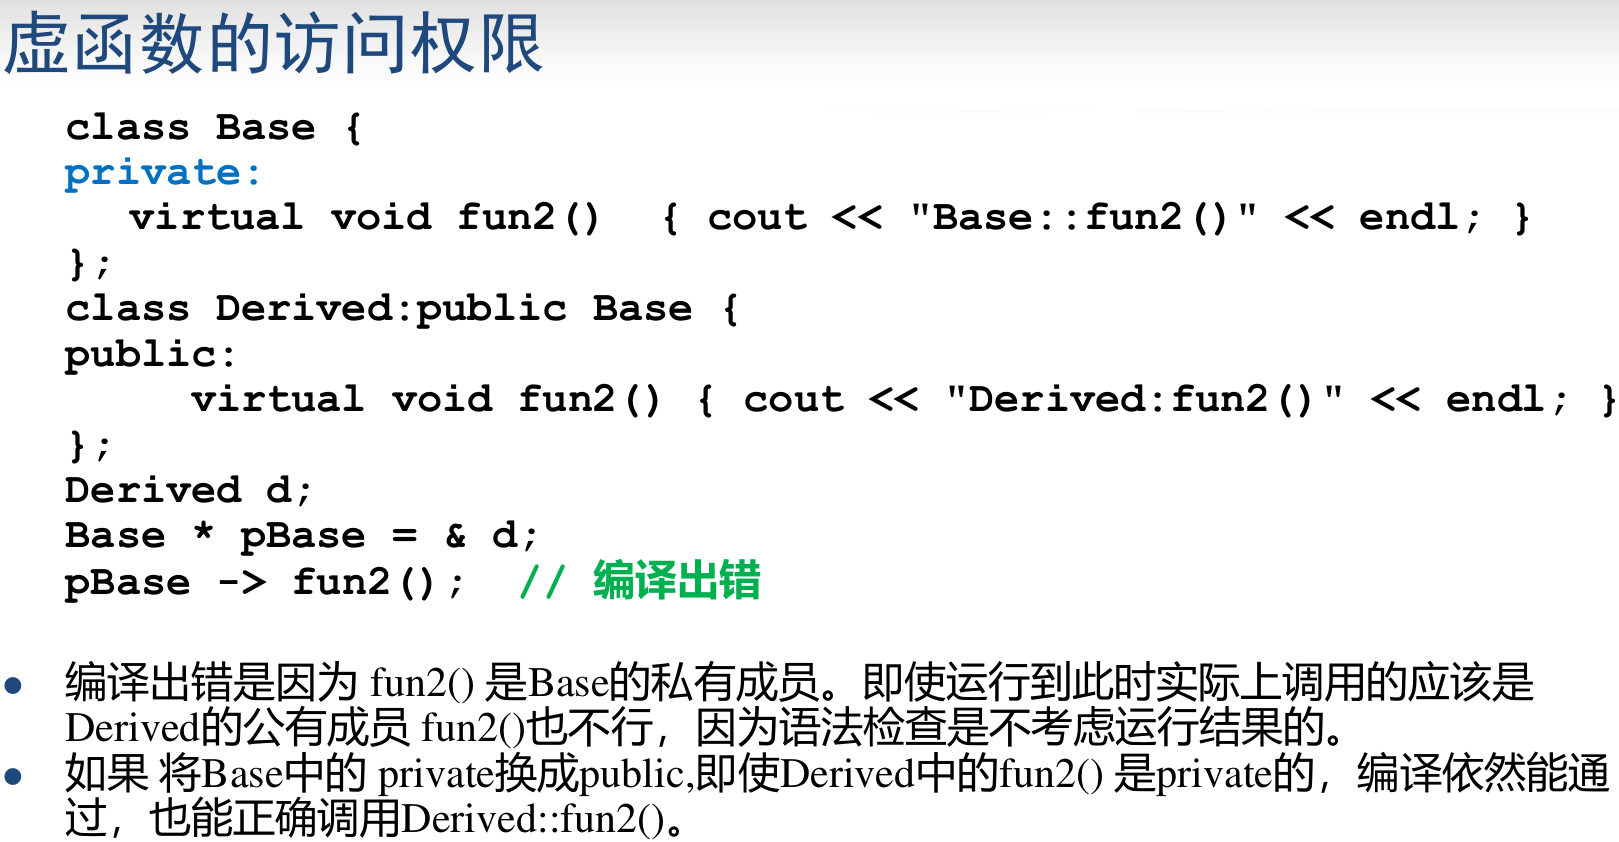 虚函数的访问权限
class Base {
private:
virtual void fun2()  { cout << "Base::fun2()" << endl; }
};
class Derived:public Base {
public:
virtual void fun2() { cout << "Derived:fun2()" << endl; }
};
Derived d;
Base * pBase = & d;
pBase -> fun2(); // 编译出错
● 编译出错是因为 fun2() 是Base的私有成员。即使运行到此时实际上调用的应该是
Derived的公有成员 fun2()也不行，因为语法检查是不考虑运行结果的。
● 如果 将Base中的 private换成public,即使Derived中的fun2() 是private的，编译依然能通
过，也能正确调用Derived::fun2()。